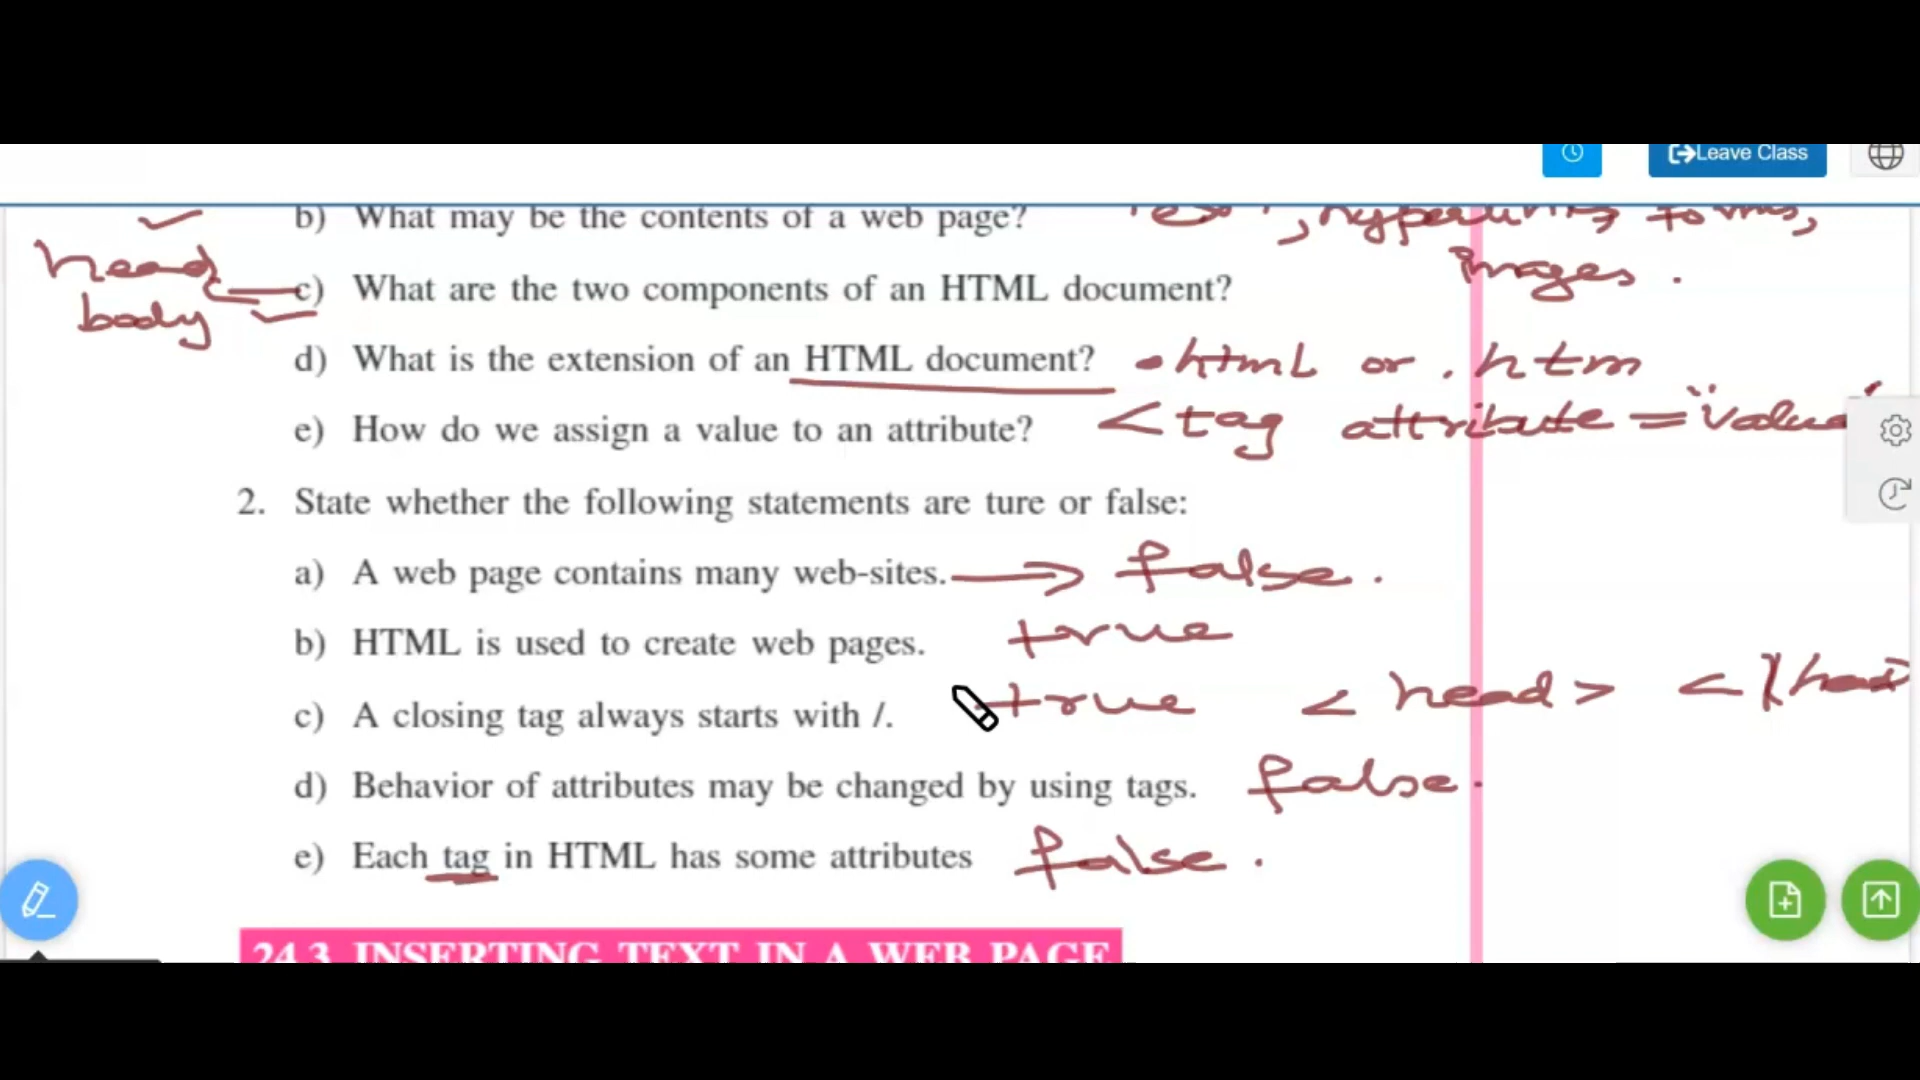 Leave Class
b) What may be the contents of a web page? Text, hyperlinks, forms,
images.
head
body
c) What are the two components of an HTML document?
d) What is the extension of an HTML document? .html or .htm
e) How do we assign a value to an attribute? <tag attribute = "value"
2. State whether the following statements are ture or false:
a) A web page contains many web-sites. → false.
b) HTML is used to create web pages. true
c) A closing tag always starts with /. true <head> </head
d) Behavior of attributes may be changed by using tags. false.
e) Each tag in HTML has some attributes false.
24.3 INSERTING TEXT IN A WEB PAGE